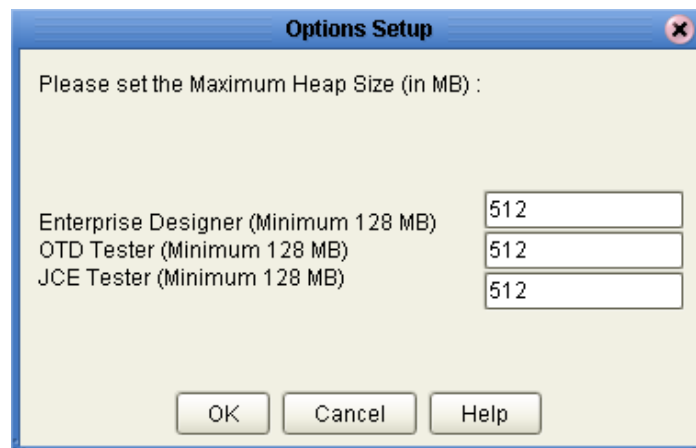 Options Setup
Please set the Maximum Heap Size (in MB) :
Enterprise Designer (Minimum 128 MB)
512
OTD Tester (Minimum 128 MB)
512
JCE Tester (Minimum 128 MB)
512
OK
Cancel
Help